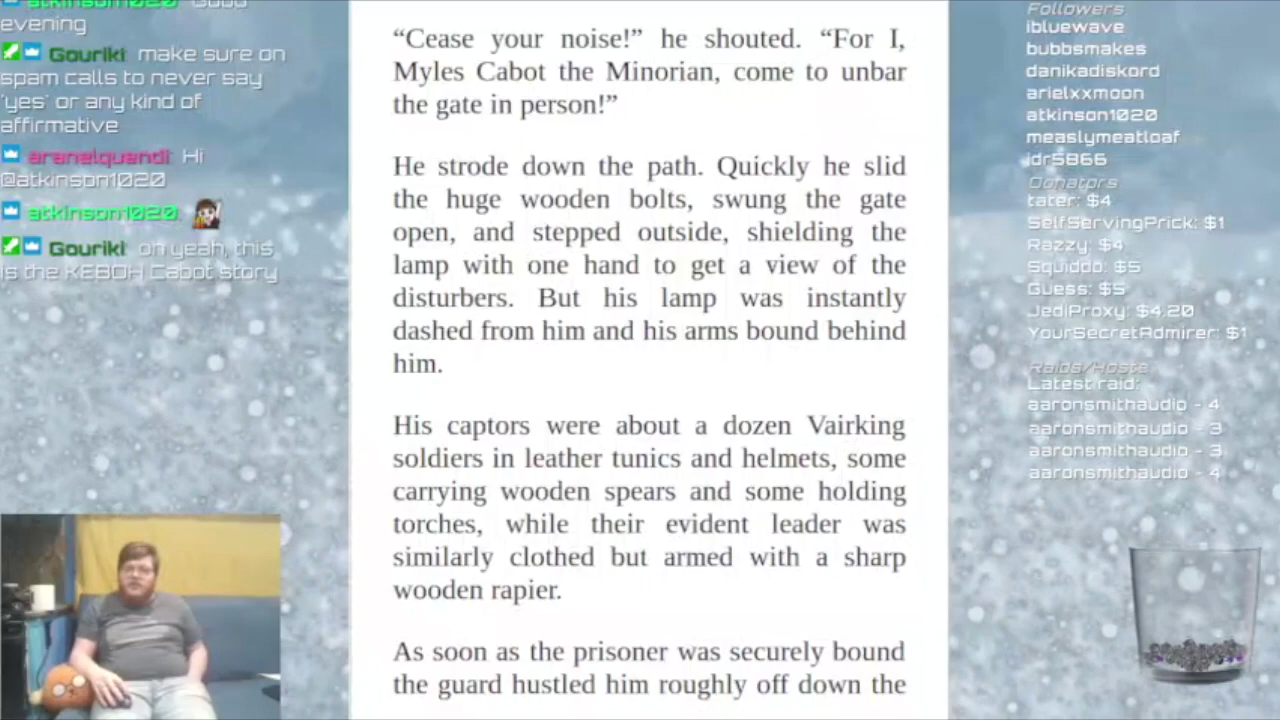 atkinson1020: Good
evening
Gouriki: make sure on
spam calls to never say
'yes' or any kind of
affirmative
aranelquendi: Hi
@atkinson1020
atkinson1020:
Gouriki: oh yeah, this
is the KEBOH Cabot story
“Cease your noise!” he shouted. “For I,
Myles Cabot the Minorian, come to unbar
the gate in person!”
He strode down the path. Quickly he slid
the huge wooden bolts, swung the gate
open, and stepped outside, shielding the
lamp with one hand to get a view of the
disturbers. But his lamp was instantly
dashed from him and his arms bound behind
him.
His captors were about a dozen Vairking
soldiers in leather tunics and helmets, some
carrying wooden spears and some holding
torches, while their evident leader was
similarly clothed but armed with a sharp
wooden rapier.
As soon as the prisoner was securely bound
the guard hustled him roughly off down the
Followers
ibluewave
bubbsmakes
danikadiskord
arielxxmoon
atkinson1020
measlymeatloaf
jdr5866
Donators
tater: $4
SelfServingPrick: $1
Razzy: $4
Squiddo: $5
Guess: $5
JediProxy: $4.20
YourSecretAdmirer: $1
Raids/Hosts
Latest raid:
aaronsmithaudio - 4
aaronsmithaudio - 3
aaronsmithaudio - 3
aaronsmithaudio - 4